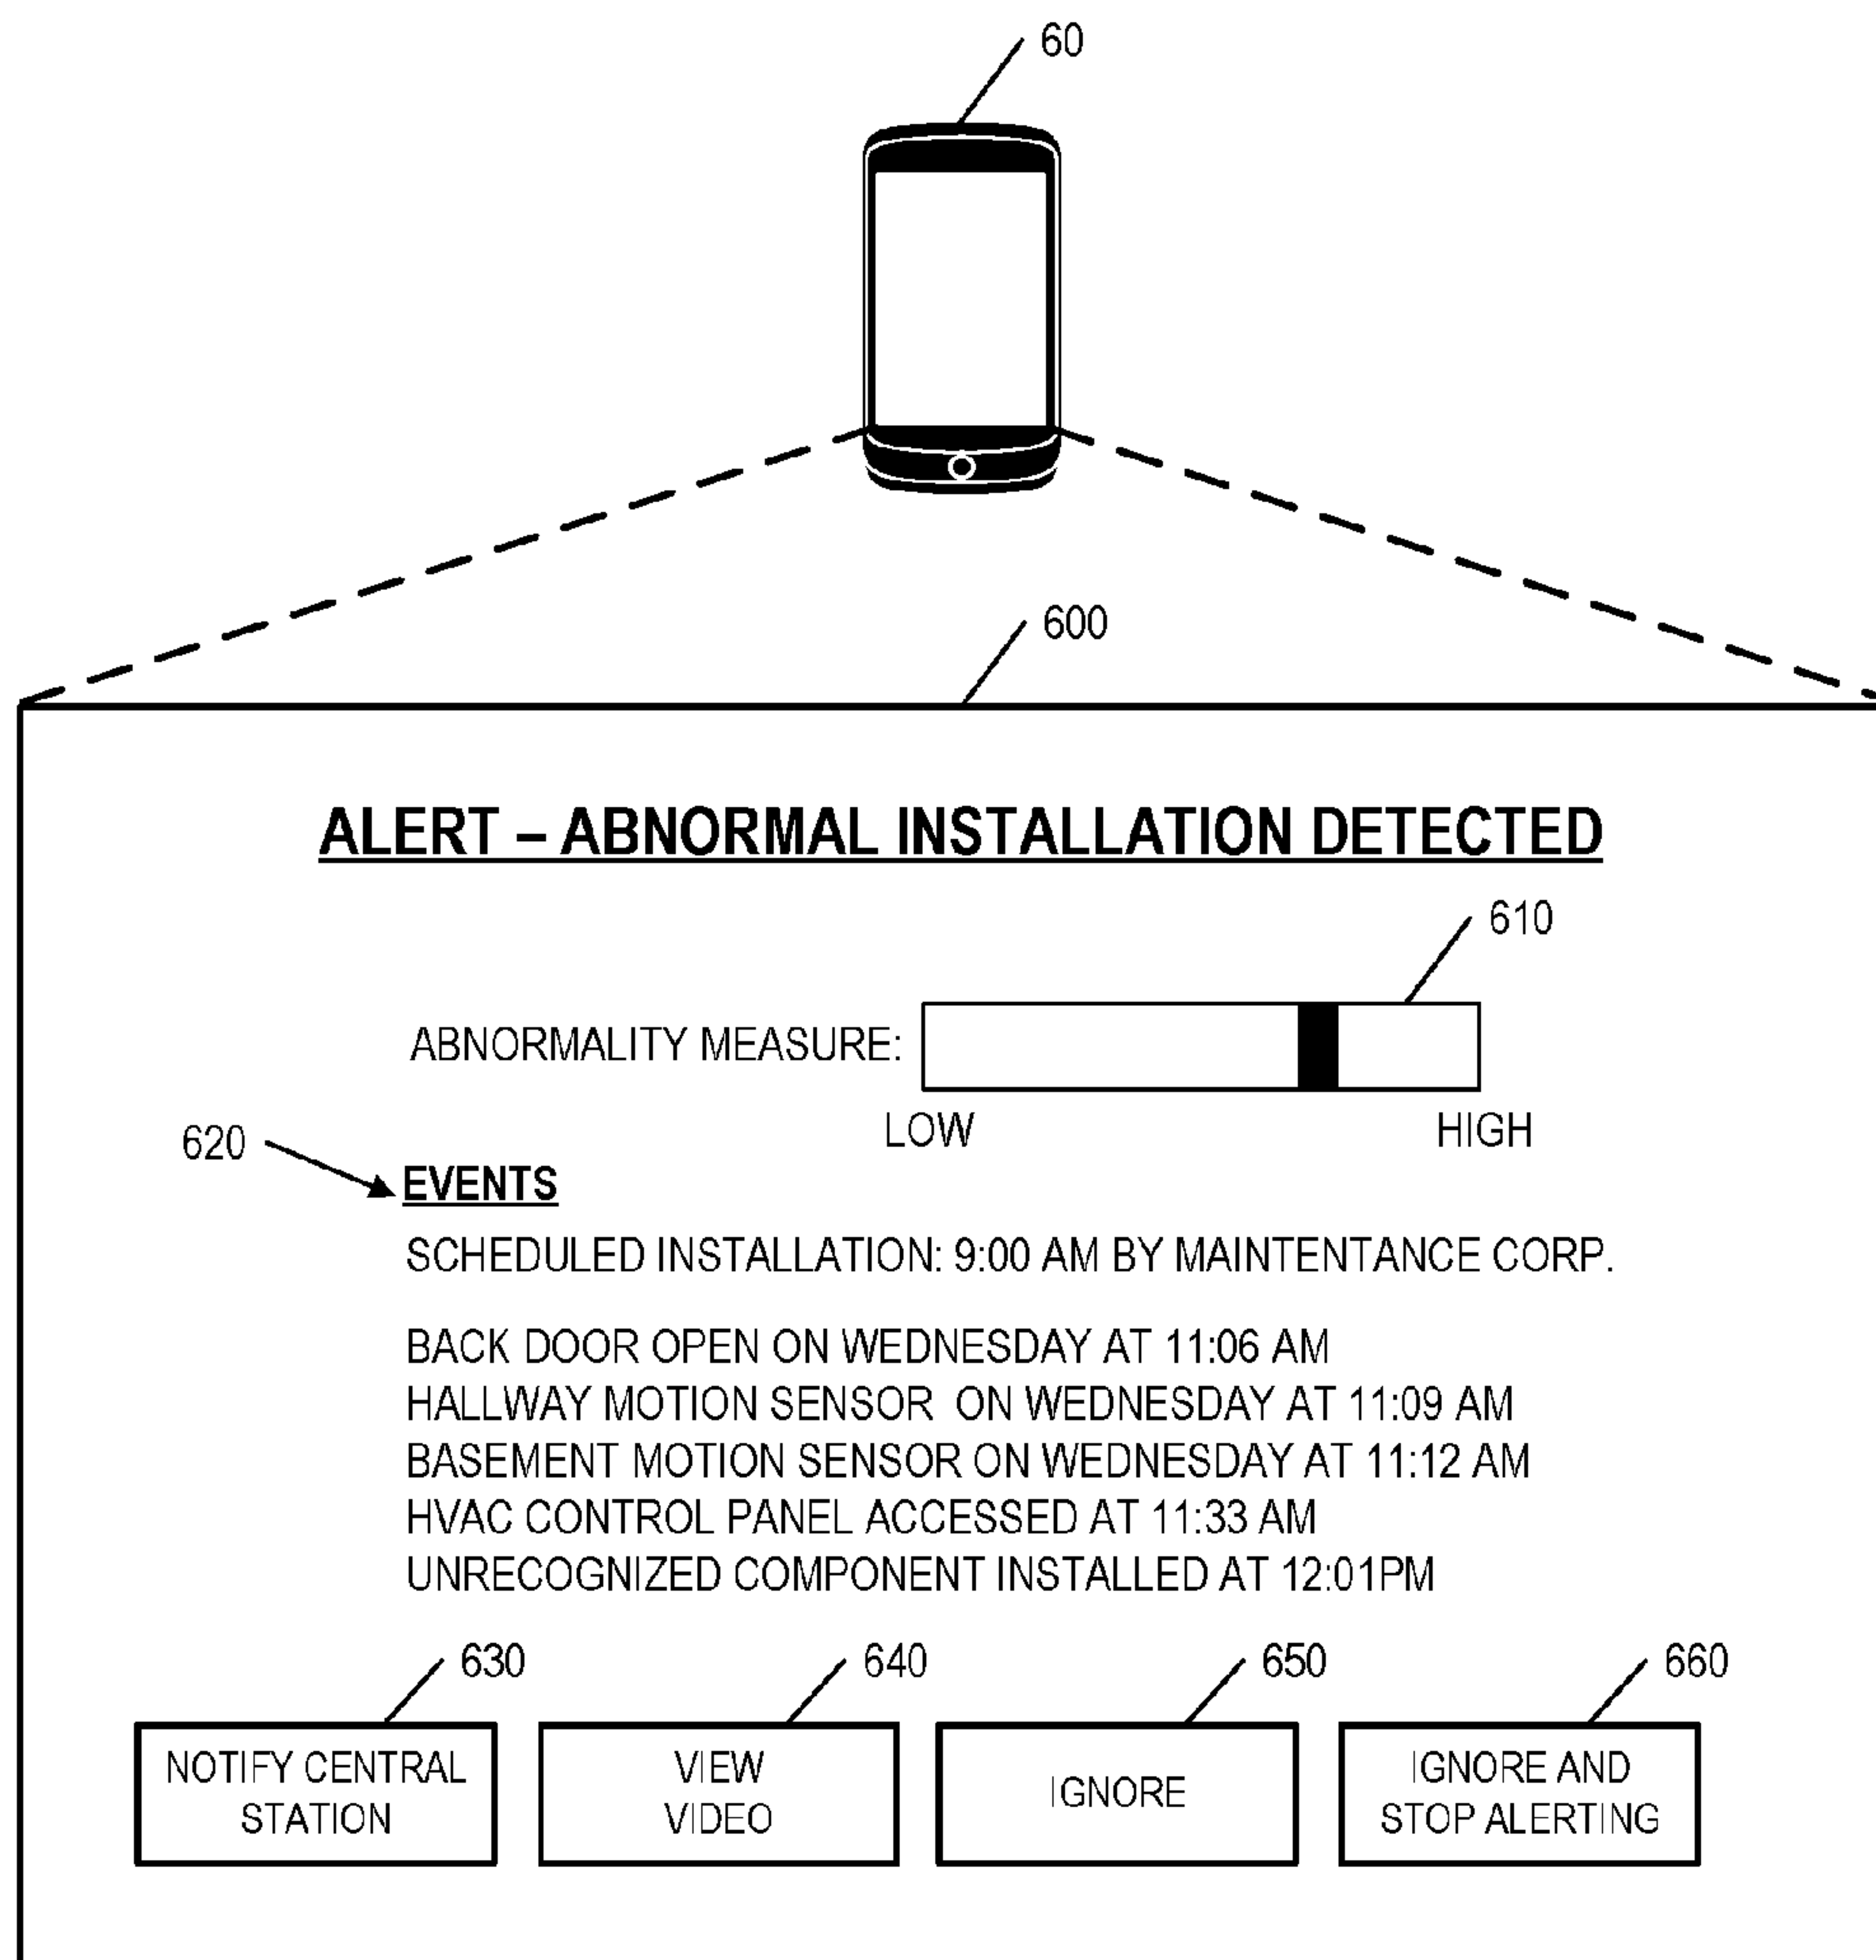 60
600
ALERT – ABNORMAL INSTALLATION DETECTED
610
ABNORMALITY MEASURE:
LOW
HIGH
620
EVENTS
SCHEDULED INSTALLATION: 9:00 AM BY MAINTENTANCE CORP.
BACK DOOR OPEN ON WEDNESDAY AT 11:06 AM
HALLWAY MOTION SENSOR ON WEDNESDAY AT 11:09 AM
BASEMENT MOTION SENSOR ON WEDNESDAY AT 11:12 AM
HVAC CONTROL PANEL ACCESSED AT 11:33 AM
UNRECOGNIZED COMPONENT INSTALLED AT 12:01PM
630
640
650
660
NOTIFY CENTRAL
STATION
VIEW
VIDEO
IGNORE
IGNORE AND
STOP ALERTING